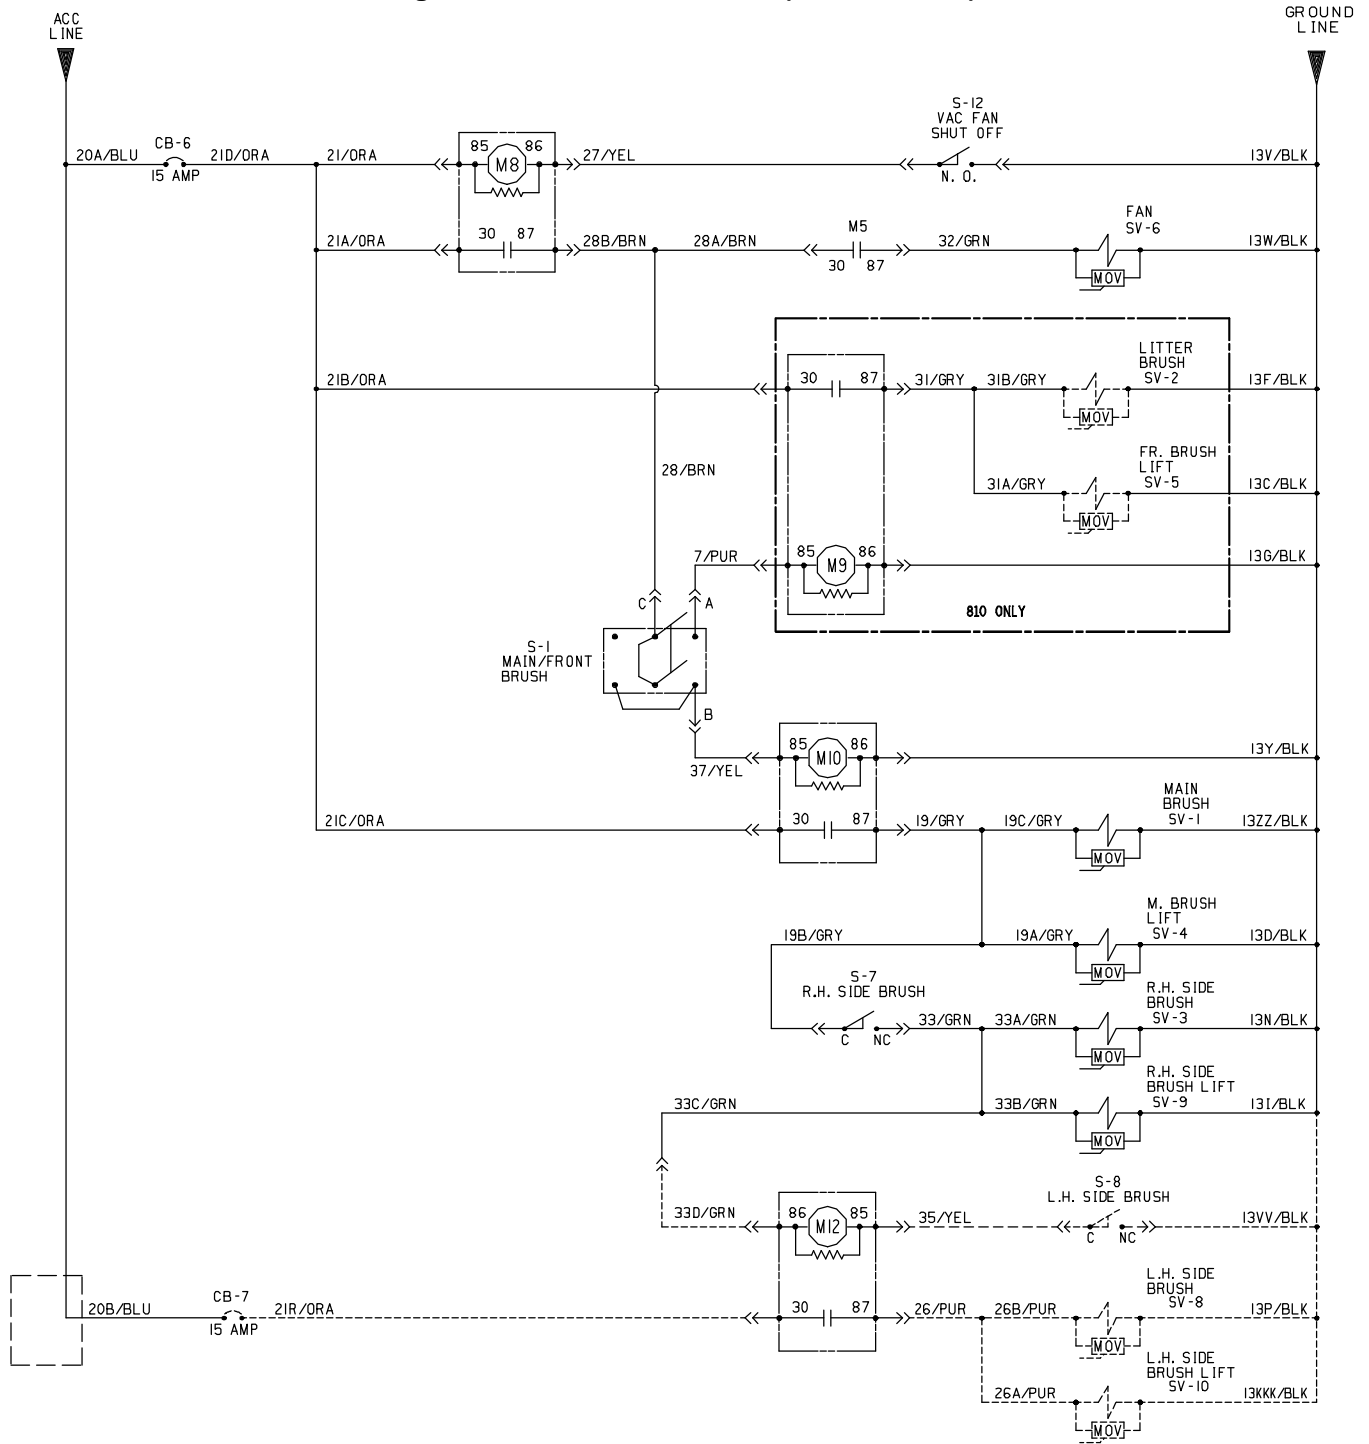 ACC
LINE
GROUND
LINE
S-12
VAC FAN
SHUT OFF
20A/BLU
CB-6
15 AMP
21D/ORA
21/ORA
85
86
M8
27/YEL
N. O.
13V/BLK
21A/ORA
30
87
28B/BRN
28A/BRN
M5
30
87
32/GRN
FAN
SV-6
MOV
13W/BLK
21B/ORA
30
87
31/GRY
31B/GRY
LITTER
BRUSH
SV-2
MOV
13F/BLK
28/BRN
31A/GRY
FR. BRUSH
LIFT
SV-5
MOV
13C/BLK
7/PUR
85
86
M9
13G/BLK
810 ONLY
C
A
S-1
MAIN/FRONT
BRUSH
B
37/YEL
85
86
M10
13Y/BLK
21C/ORA
30
87
19/GRY
19C/GRY
MAIN
BRUSH
SV-1
MOV
13ZZ/BLK
19B/GRY
19A/GRY
M. BRUSH
LIFT
SV-4
MOV
13D/BLK
S-7
R.H. SIDE BRUSH
C
NC
33/GRN
33A/GRN
R.H. SIDE
BRUSH
SV-3
MOV
13N/BLK
33C/GRN
33B/GRN
R.H. SIDE
BRUSH LIFT
SV-9
MOV
13I/BLK
33D/GRN
86
85
M12
35/YEL
S-8
L.H. SIDE BRUSH
C
NC
13VV/BLK
20B/BLU
CB-7
15 AMP
21R/ORA
30
87
26/PUR
26B/PUR
L.H. SIDE
BRUSH
SV-8
MOV
13P/BLK
26A/PUR
L.H. SIDE
BRUSH LIFT
SV-10
MOV
13KKK/BLK